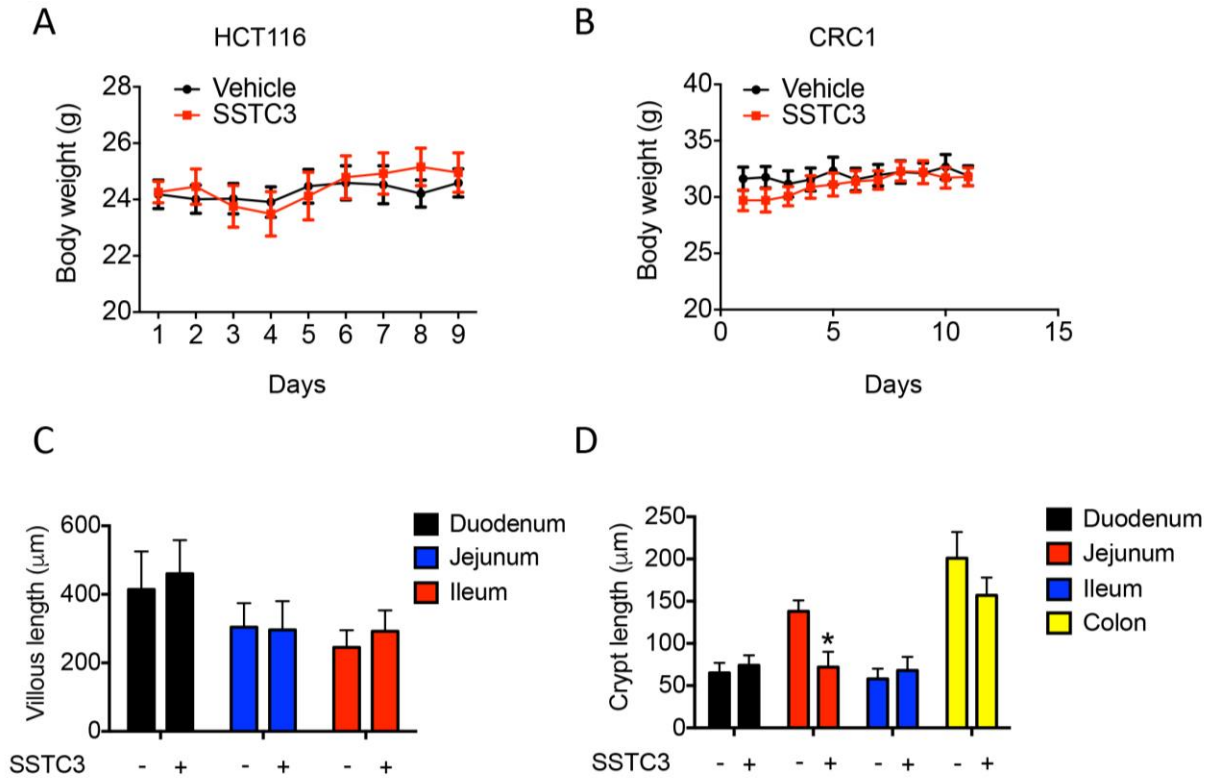 A
HCT116
Body weight (g)
28
26
24
22
20
Vehicle
SSTC3
1 2 3 4 5 6 7 8 9
Days
B
CRC1
Body weight (g)
40
35
30
25
20
Vehicle
SSTC3
0 5 10 15
Days
C
Villous length (μm)
600
400
200
0
Duodenum
Jejunum
Ileum
SSTC3 - + - + - +
D
Crypt length (μm)
250
200
150
100
50
0
*
Duodenum
Jejunum
Ileum
Colon
SSTC3 - + - + - + - +